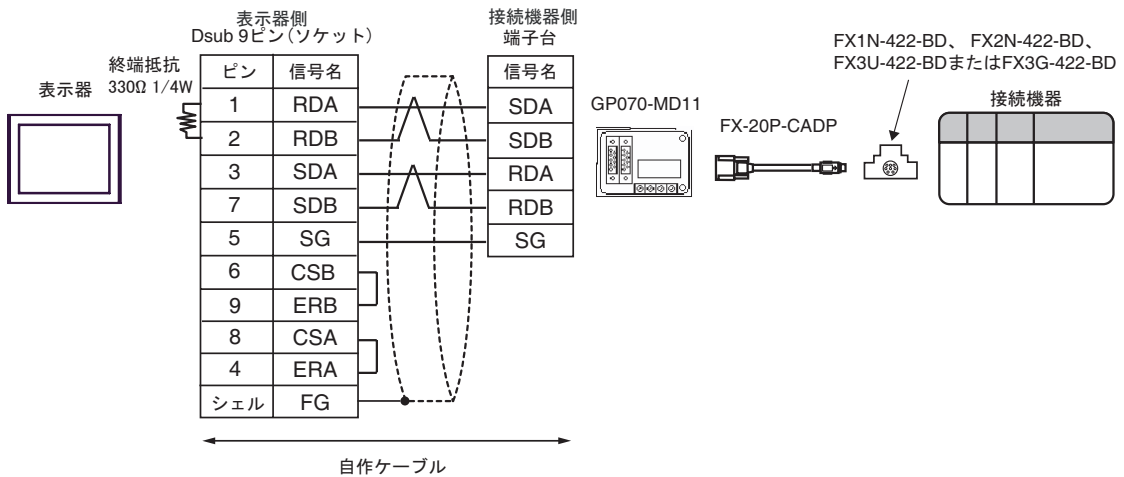 表示器側
Dsub 9ピン(ソケット)
接続機器側
端子台
終端抵抗
330Ω 1/4W
表示器
ピン 信号名 信号名
1 RDA SDA
2 RDB SDB
3 SDA RDA
7 SDB RDB
5 SG SG
6 CSB
9 ERB
8 CSA
4 ERA
シェル FG
自作ケーブル
GP070-MD11
FX-20P-CADP
FX1N-422-BD、 FX2N-422-BD、
FX3U-422-BDまたはFX3G-422-BD
接続機器